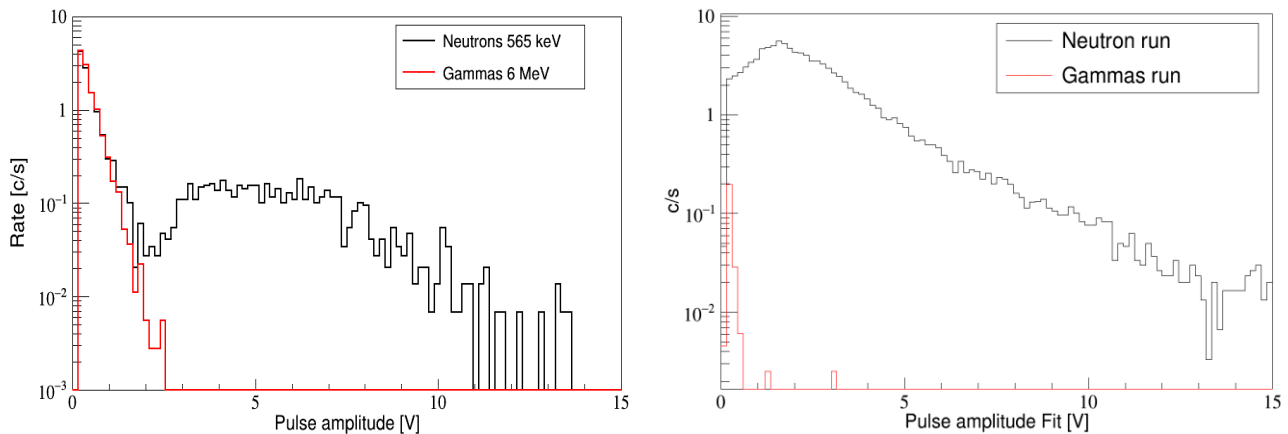 10
1
10⁻¹
10⁻²
10⁻³
Rate [c/s]
Neutrons 565 keV
Gammas 6 MeV
0
5
10
15
Pulse amplitude [V]
10
1
10⁻¹
10⁻²
c/s
Neutron run
Gammas run
0
5
10
15
Pulse amplitude Fit [V]